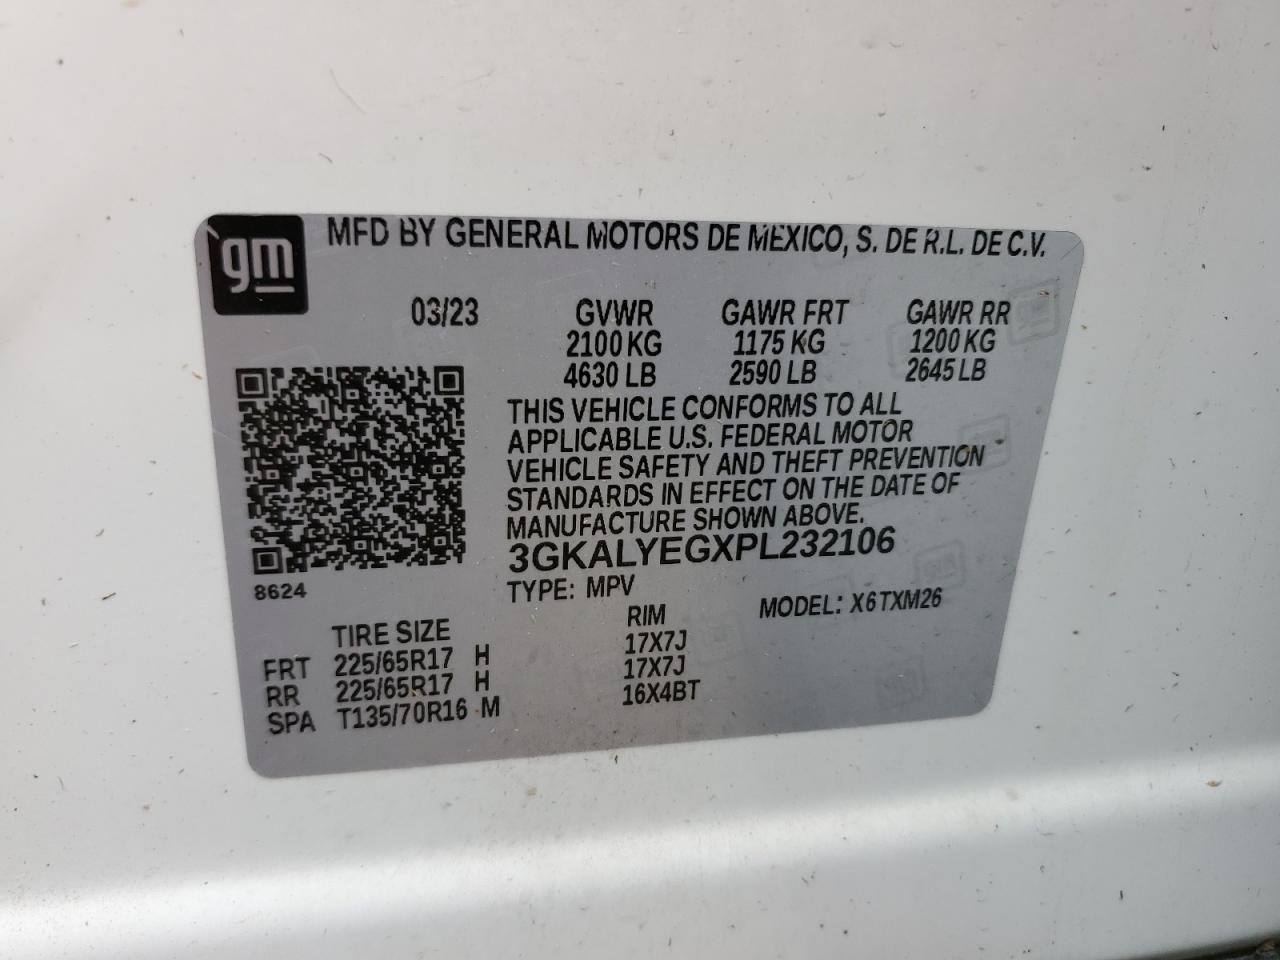 gm
MFD BY GENERAL MOTORS DE MEXICO, S. DE R.L. DE C.V.
03/23 GVWR GAWR FRT GAWR RR
2100 KG 1175 KG 1200 KG
4630 LB 2590 LB 2645 LB
THIS VEHICLE CONFORMS TO ALL
APPLICABLE U.S. FEDERAL MOTOR
VEHICLE SAFETY AND THEFT PREVENTION
STANDARDS IN EFFECT ON THE DATE OF
MANUFACTURE SHOWN ABOVE.
3GKALYEGXPL232106
8624
TYPE: MPV MODEL: X6TXM26
TIRE SIZE RIM
FRT 225/65R17 H 17X7J
RR 225/65R17 H 17X7J
SPA T135/70R16 M 16X4BT